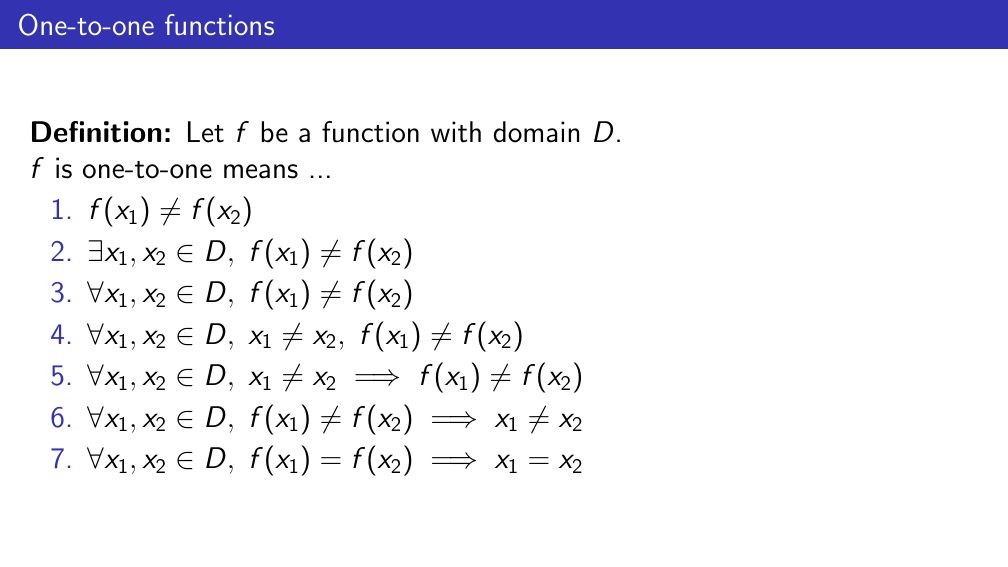 One-to-one functions
Definition: Let f be a function with domain D.
f is one-to-one means ...
1. f(x₁) ≠ f(x₂)
2. ∃x₁, x₂ ∈ D, f(x₁) ≠ f(x₂)
3. ∀x₁, x₂ ∈ D, f(x₁) ≠ f(x₂)
4. ∀x₁, x₂ ∈ D, x₁ ≠ x₂, f(x₁) ≠ f(x₂)
5. ∀x₁, x₂ ∈ D, x₁ ≠ x₂ ⟹ f(x₁) ≠ f(x₂)
6. ∀x₁, x₂ ∈ D, f(x₁) ≠ f(x₂) ⟹ x₁ ≠ x₂
7. ∀x₁, x₂ ∈ D, f(x₁) = f(x₂) ⟹ x₁ = x₂